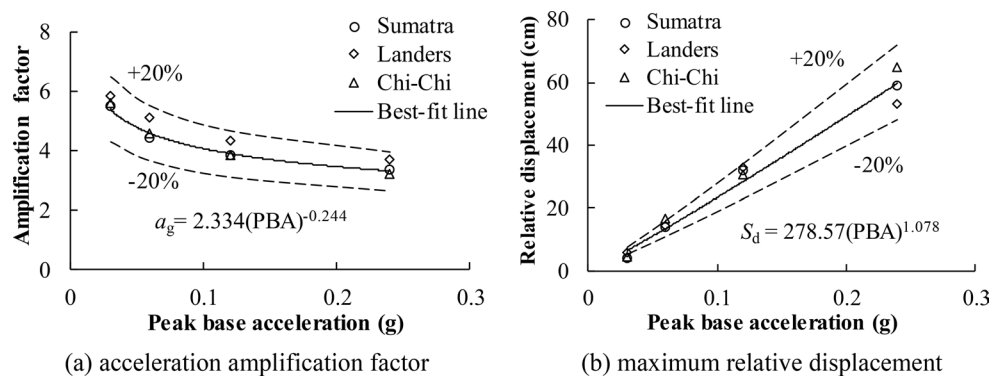 Amplification factor
8
6
4
2
0
0
0.1
0.2
0.3
Sumatra
Landers
Chi-Chi
Best-fit line
+20%
-20%
a_g= 2.334(PBA)^-0.244
Peak base acceleration (g)
(a) acceleration amplification factor
Relative displacement (cm)
80
60
40
20
0
0
0.1
0.2
0.3
Sumatra
Landers
Chi-Chi
Best-fit line
+20%
-20%
S_d = 278.57(PBA)^1.078
Peak base acceleration (g)
(b) maximum relative displacement